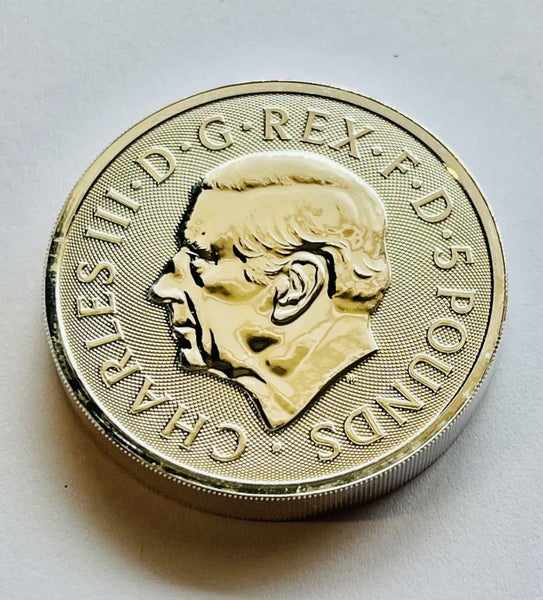 CHARLES III · D · G · REX · F · D · 5 POUNDS ·